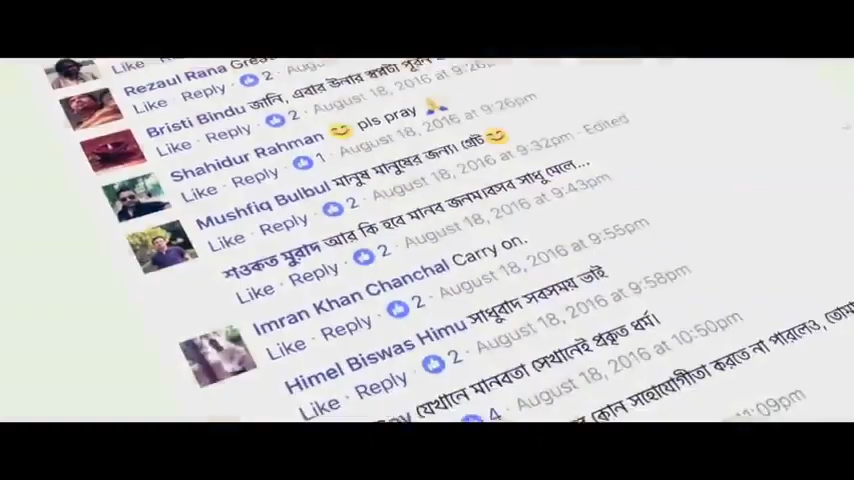 Like
Rezaul Rana
Like · Reply · 2 ·
Bristi Bindu জানি, এবার উনার স্বপ্নটা
Like · Reply · 2 · August 18, 2016 at
Shahidur Rahman 😊 pls pray 🙏
Like · Reply · 1 · August 18, 2016 at 9:26pm
Mushfiq Bulbul মানুষ মানুষের জন্য। গ্রেট 😊
Like · Reply · 2 · August 18, 2016 at 9:32pm · Edited
শওকত মুরাদ আর কি হবে মানব জনমাবসব সাধু মেলে...
Like · Reply · 2 · August 18, 2016 at 9:43pm
Imran Khan Chanchal Carry on.
Like · Reply · 2 · August 18, 2016 at 9:55pm
Himel Biswas Himu সাধুবাদ সবসময় ভাই
Like · Reply · 2 · August 18, 2016 at 9:58pm
যেখানে মানবতা সেখানেই প্রকৃত ধর্ম।
4 · August 18, 2016 at 10:50pm
কোন সহোযোগীতা করতে না পারলেও,
11:09pm